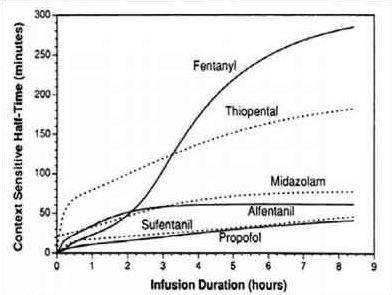 Context Sensitive Half-Time (minutes)
300
250
200
150
100
50
0
Fentanyl
Thiopental
Midazolam
Alfentanil
Sufentanil
Propofol
0 1 2 3 4 5 6 7 8 9
Infusion Duration (hours)